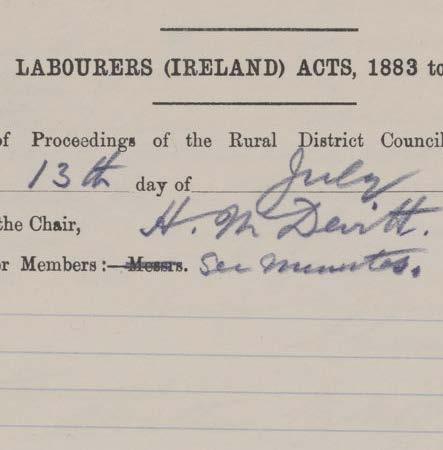 LABOURERS (IRELAND) ACTS, 1883 to
of Proceedings of the Rural District Council
13th day of July
the Chair, H. McDevitt.
or Members:—Messrs. See minutes.